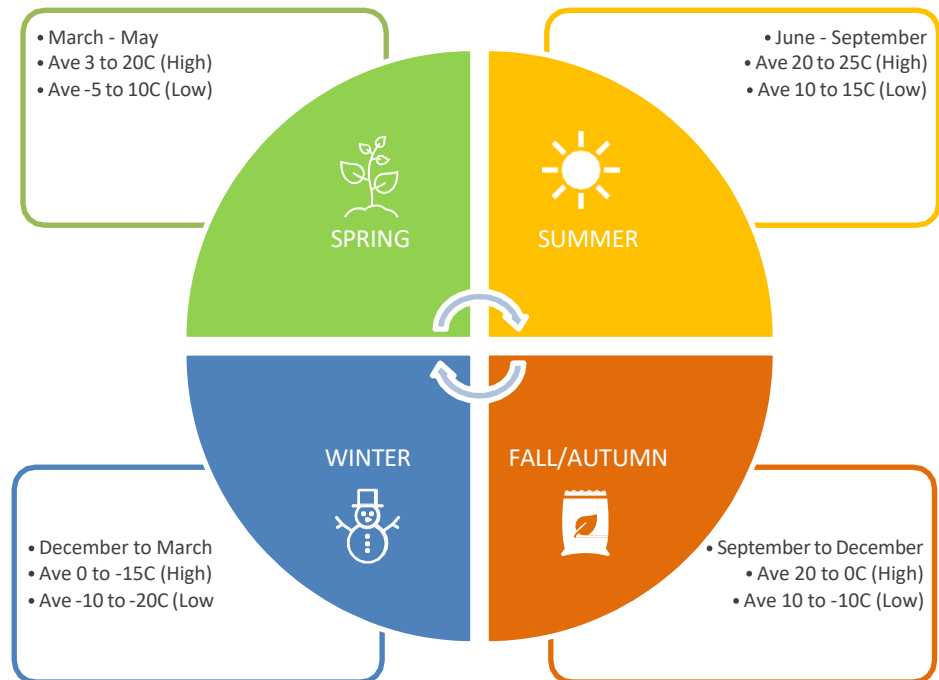 • March - May
• Ave 3 to 20C (High)
• Ave -5 to 10C (Low)
• June - September
• Ave 20 to 25C (High)
• Ave 10 to 15C (Low)
SPRING
SUMMER
WINTER
FALL/AUTUMN
• December to March
• Ave 0 to -15C (High)
• Ave -10 to -20C (Low
• September to December
• Ave 20 to 0C (High)
• Ave 10 to -10C (Low)